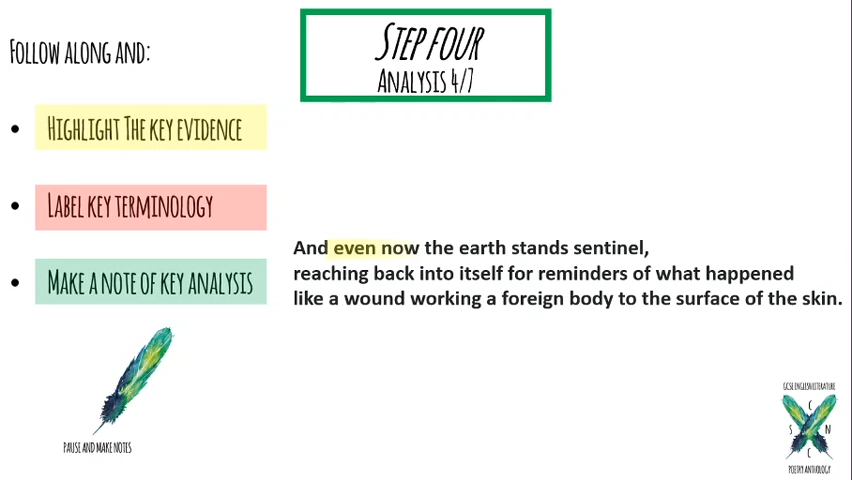 STEP FOUR
ANALYSIS 4/7
FOLLOW ALONG AND:
• HIGHLIGHT THE KEY EVIDENCE
• LABEL KEY TERMINOLOGY
• MAKE A NOTE OF KEY ANALYSIS
And even now the earth stands sentinel,
reaching back into itself for reminders of what happened
like a wound working a foreign body to the surface of the skin.
PAUSE AND MAKE NOTES
GCSE ENGLISH LITERATURE
C
S N
C
POETRY ANTHOLOGY